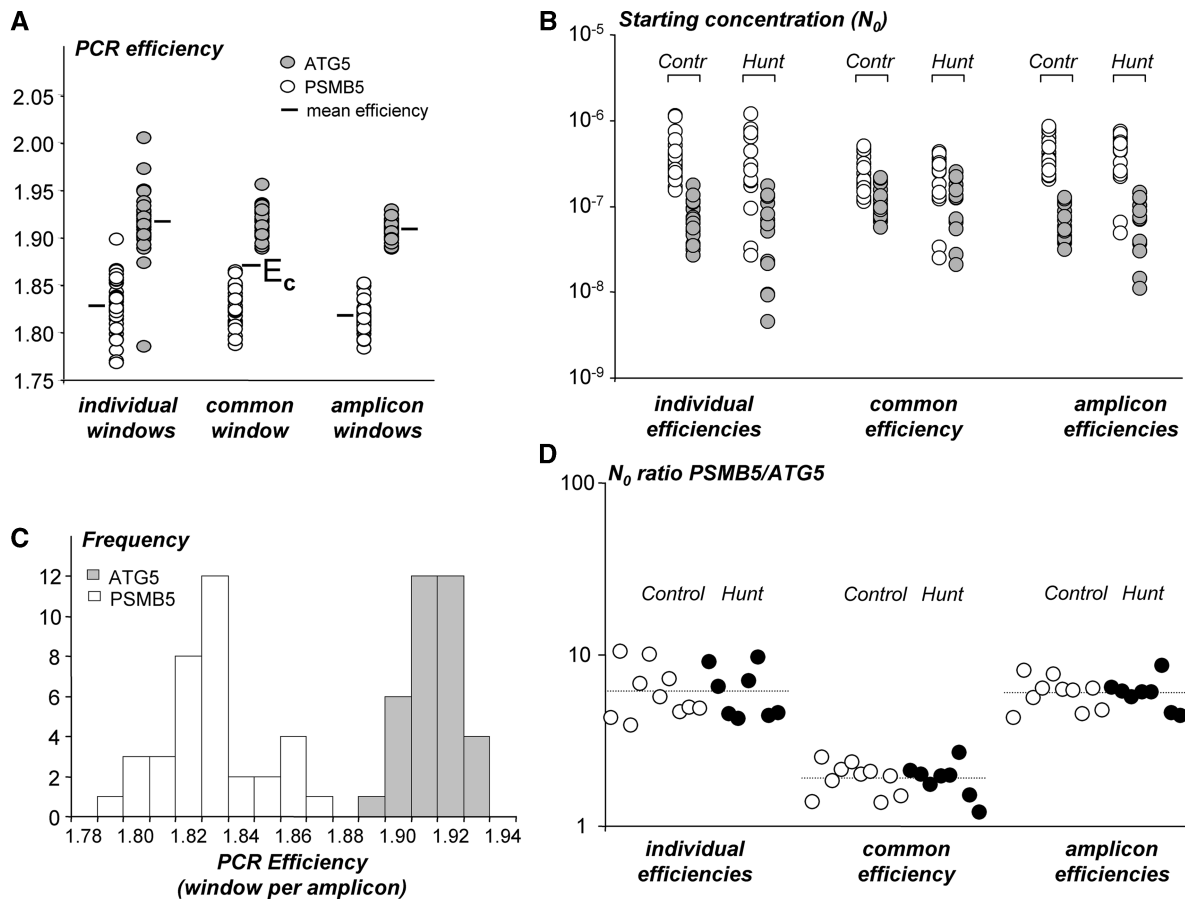 A
PCR efficiency
ATG5
PSMB5
mean efficiency
2.05
2.00
1.95
1.90
1.85
1.80
1.75
Ec
individual windows
common window
amplicon windows
B
Starting concentration (N0)
10-5
10-6
10-7
10-8
10-9
Contr Hunt Contr Hunt Contr Hunt
individual efficiencies
common efficiency
amplicon efficiencies
C
Frequency
ATG5
PSMB5
12
10
8
6
4
2
0
1.78 1.80 1.82 1.84 1.86 1.88 1.90 1.92 1.94
PCR Efficiency
(window per amplicon)
D
N0 ratio PSMB5/ATG5
100
10
1
Control Hunt Control Hunt Control Hunt
individual efficiencies
common efficiency
amplicon efficiencies